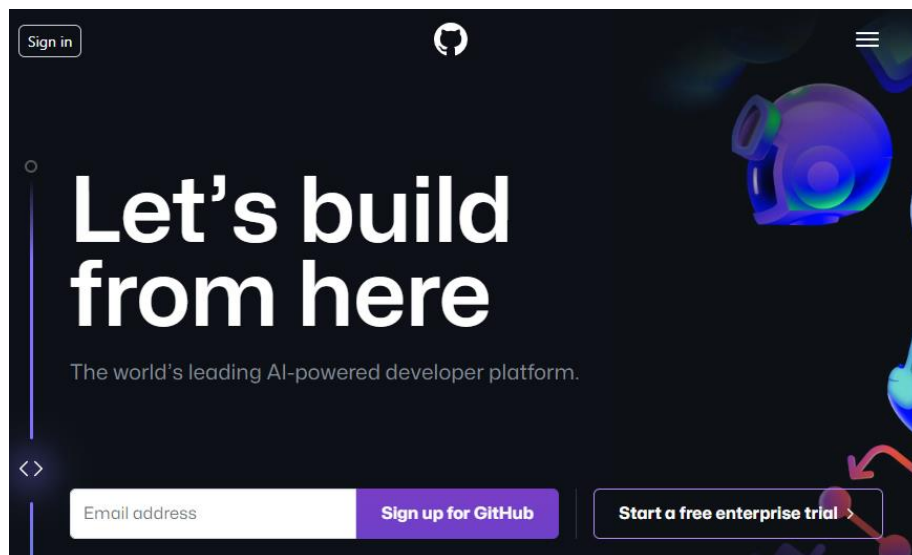 Sign in
Let’s build
from here
The world’s leading AI-powered developer platform.
Email address
Sign up for GitHub
Start a free enterprise trial